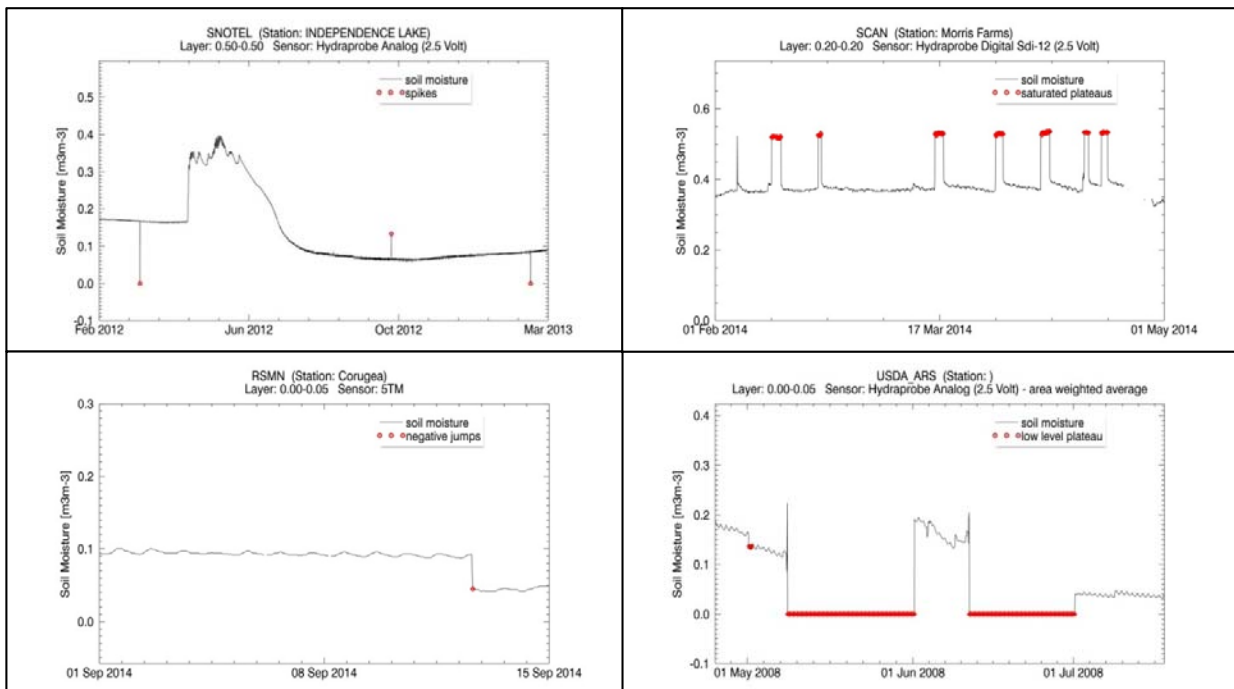 SNOTEL (Station: INDEPENDENCE LAKE)
Layer: 0.50-0.50 Sensor: Hydraprobe Analog (2.5 Volt)
soil moisture
spikes
0.5
0.4
0.3
0.2
0.1
0.0
-0.1
Soil Moisture [m3m-3]
Feb 2012
Jun 2012
Oct 2012
Mar 2013
SCAN (Station: Morris Farms)
Layer: 0.20-0.20 Sensor: Hydraprobe Digital Sdi-12 (2.5 Volt)
soil moisture
saturated plateaus
0.6
0.4
0.2
0.0
Soil Moisture [m3m-3]
01 Feb 2014
17 Mar 2014
01 May 2014
RSMN (Station: Corugea)
Layer: 0.00-0.05 Sensor: 5TM
soil moisture
negative jumps
0.3
0.2
0.1
0.0
Soil Moisture [m3m-3]
01 Sep 2014
08 Sep 2014
15 Sep 2014
USDA_ARS (Station: )
Layer: 0.00-0.05 Sensor: Hydraprobe Analog (2.5 Volt) - area weighted average
soil moisture
low level plateau
0.4
0.3
0.2
0.1
0.0
-0.1
Soil Moisture [m3m-3]
01 May 2008
01 Jun 2008
01 Jul 2008